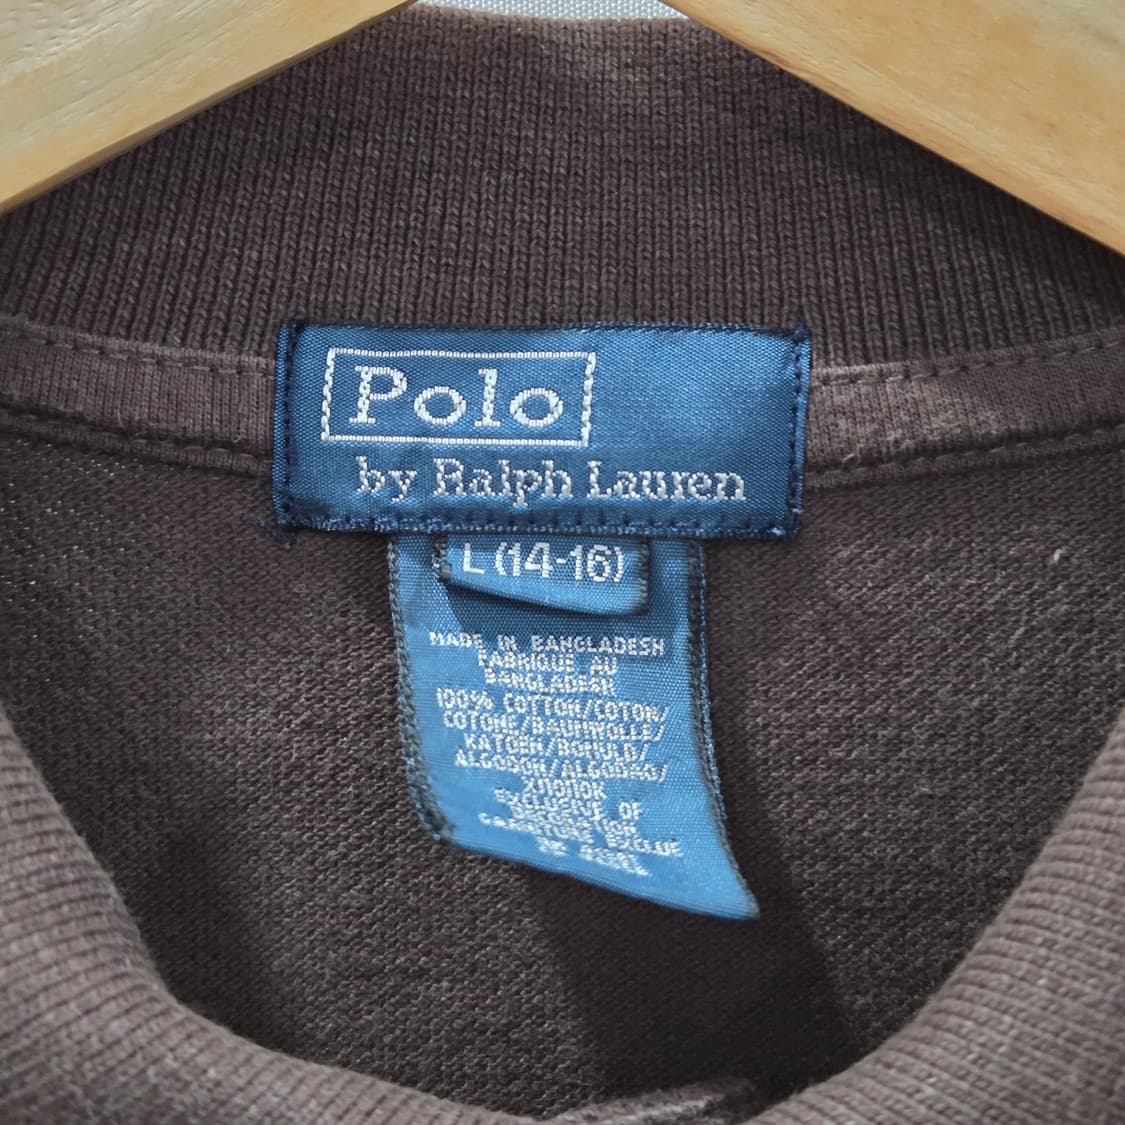 Polo
by Ralph Lauren
L (14-16)
MADE IN BANGLADESH
FABRIQUE AU
BANGLADESH
100% COTTON/COTON/
COTONE/BAUMWOLLE/
KATOEN/BOMULD/
ALGODON/ALGODAO/
ХЛОПОК
EXCLUSIVE OF